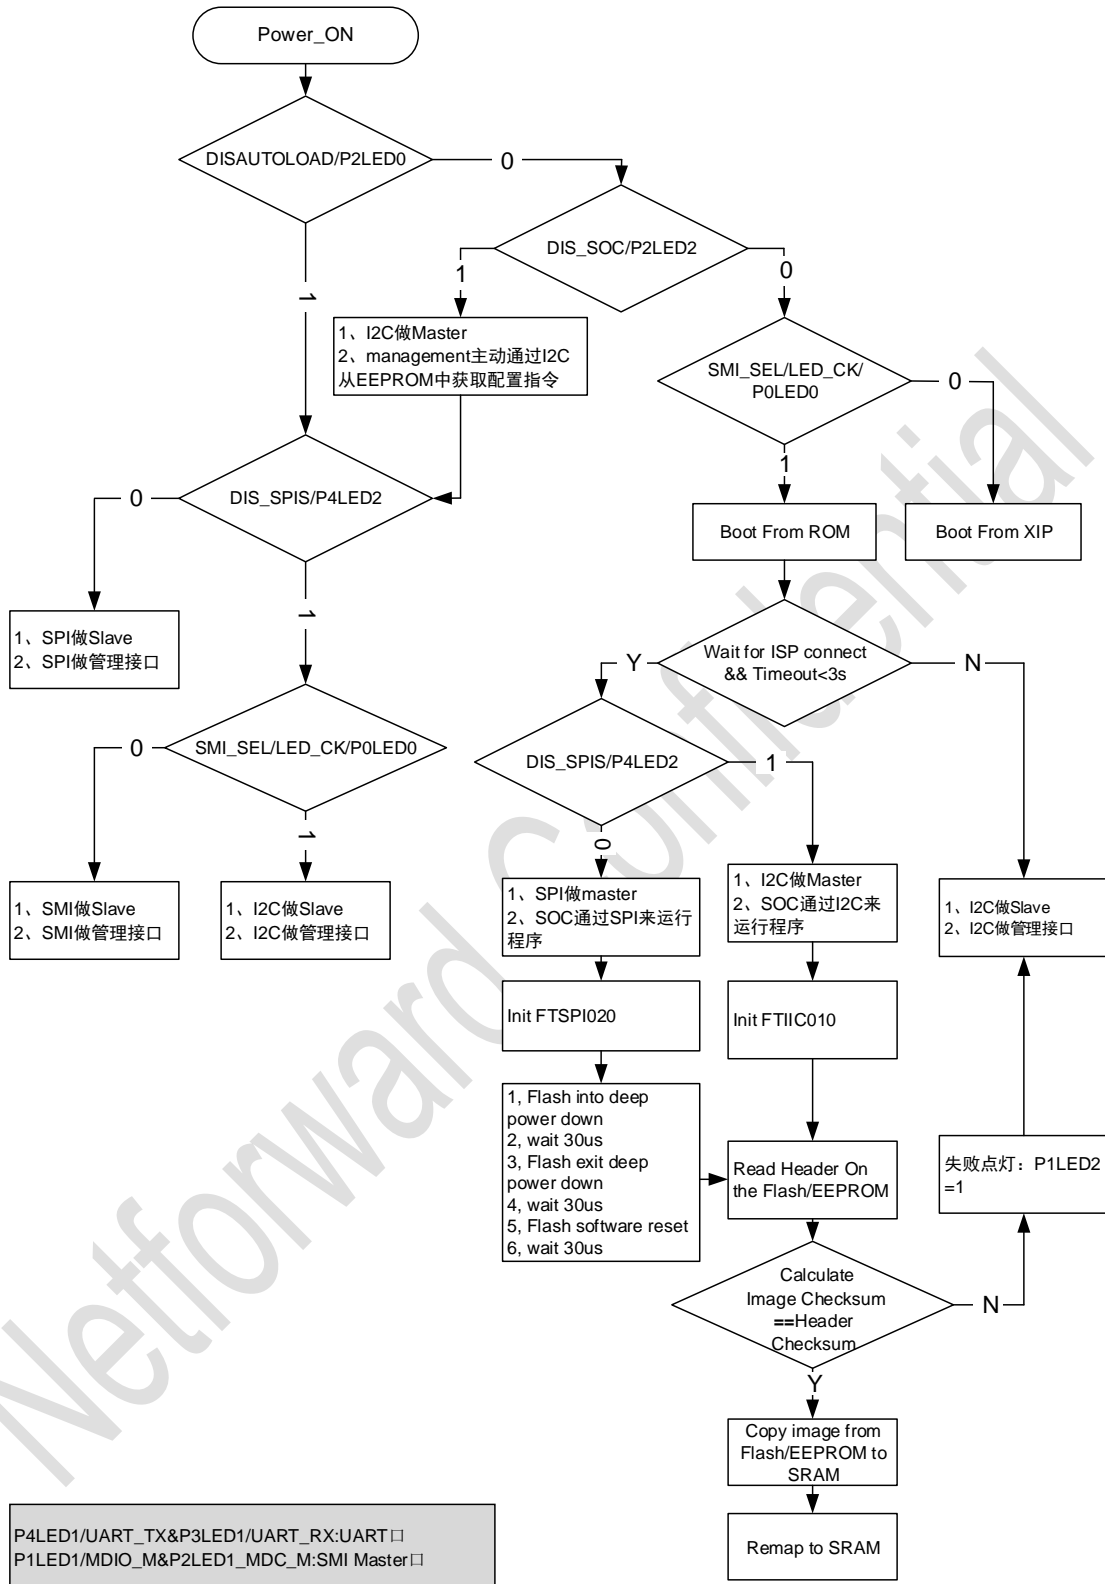 Power_ON
DISAUTOLOAD/P2LED0
0
DIS_SOC/P2LED2
1
0
1
1、I2C做Master
2、management主动通过I2C
从EEPROM中获取配置指令
SMI_SEL/LED_CK/
P0LED0
0
1
DIS_SPIS/P4LED2
0
Boot From ROM
Boot From XIP
1
1、SPI做Slave
2、SPI做管理接口
Wait for ISP connect
&& Timeout<3s
Y
N
SMI_SEL/LED_CK/P0LED0
0
1
DIS_SPIS/P4LED2
1
0
1、SMI做Slave
2、SMI做管理接口
1、I2C做Slave
2、I2C做管理接口
1、SPI做master
2、SOC通过SPI来运行
程序
1、I2C做Master
2、SOC通过I2C来
运行程序
1、I2C做Slave
2、I2C做管理接口
Init FTSPI020
Init FTIIC010
1, Flash into deep
power down
2, wait 30us
3, Flash exit deep
power down
4, wait 30us
5, Flash software reset
6, wait 30us
Read Header On
the Flash/EEPROM
失败点灯：P1LED2
=1
Calculate
Image Checksum
==Header
Checksum
N
Y
Copy image from
Flash/EEPROM to
SRAM
Remap to SRAM
P4LED1/UART_TX&P3LED1/UART_RX:UART口
P1LED1/MDIO_M&P2LED1_MDC_M:SMI Master口
Netforward Confidential